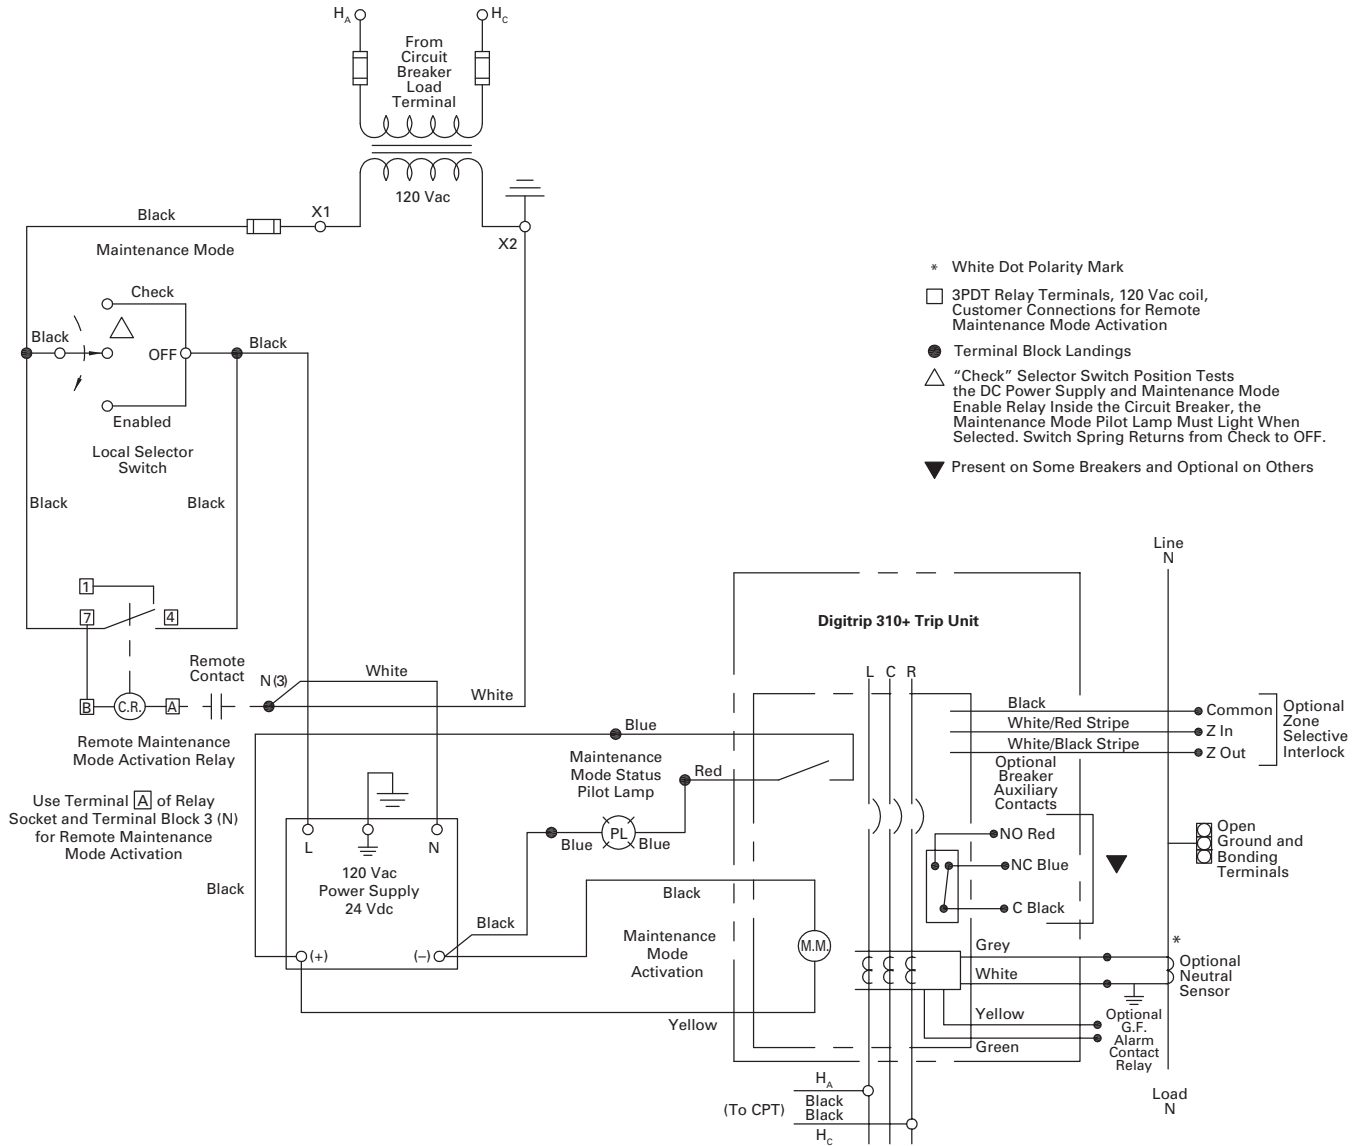 HA
HC
From
Circuit
Breaker
Load
Terminal
120 Vac
X1
X2
Black
Maintenance Mode
Check
Black
OFF
Black
Enabled
Local Selector
Switch
Black
Black
* White Dot Polarity Mark
3PDT Relay Terminals, 120 Vac coil,
Customer Connections for Remote
Maintenance Mode Activation
Terminal Block Landings
“Check” Selector Switch Position Tests
the DC Power Supply and Maintenance Mode
Enable Relay Inside the Circuit Breaker, the
Maintenance Mode Pilot Lamp Must Light When
Selected. Switch Spring Returns from Check to OFF.
Present on Some Breakers and Optional on Others
1
7
4
Remote
Contact
N (3)
White
White
B
C.R.
A
Remote Maintenance
Mode Activation Relay
Use Terminal A of Relay
Socket and Terminal Block 3 (N)
for Remote Maintenance
Mode Activation
L
N
120 Vac
Power Supply
24 Vdc
(+)
(–)
Black
Black
Blue
Maintenance
Mode Status
Pilot Lamp
Red
PL
Blue
Blue
Black
Maintenance
Mode
Activation
M.M.
Yellow
Digitrip 310+ Trip Unit
L C R
Black
White/Red Stripe
White/Black Stripe
Common
Z In
Z Out
Optional
Zone
Selective
Interlock
Optional
Breaker
Auxiliary
Contacts
NO Red
NC Blue
C Black
Line
N
Open
Ground and
Bonding
Terminals
Grey
White
Yellow
Green
*
Optional
Neutral
Sensor
Optional
G.F.
Alarm
Contact
Relay
Load
N
HA
Black
(To CPT)
Black
HC